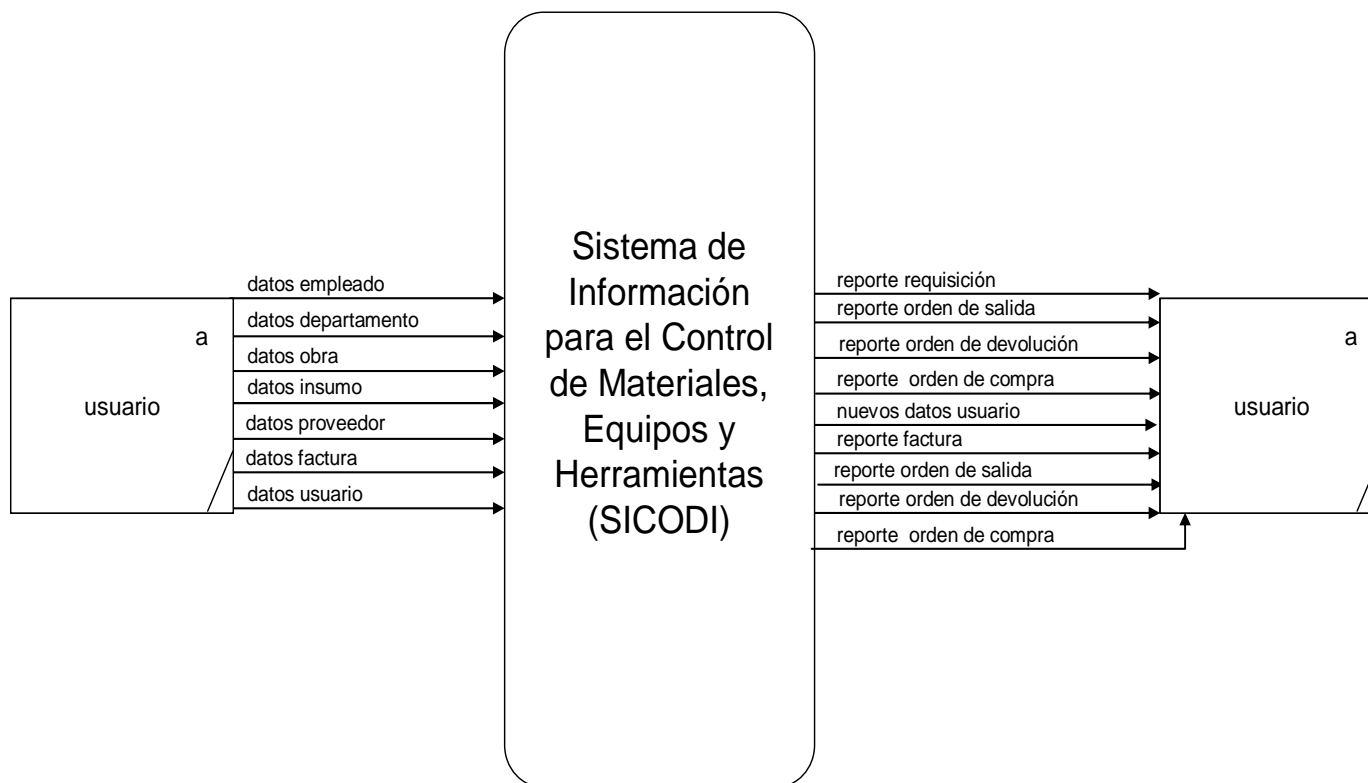 a
usuario
datos empleado
datos departamento
datos obra
datos insumo
datos proveedor
datos factura
datos usuario
Sistema de
Información
para el Control
de Materiales,
Equipos y
Herramientas
(SICODI)
reporte requisición
reporte orden de salida
reporte orden de devolución
reporte orden de compra
nuevos datos usuario
reporte factura
reporte orden de salida
reporte orden de devolución
reporte orden de compra
a
usuario